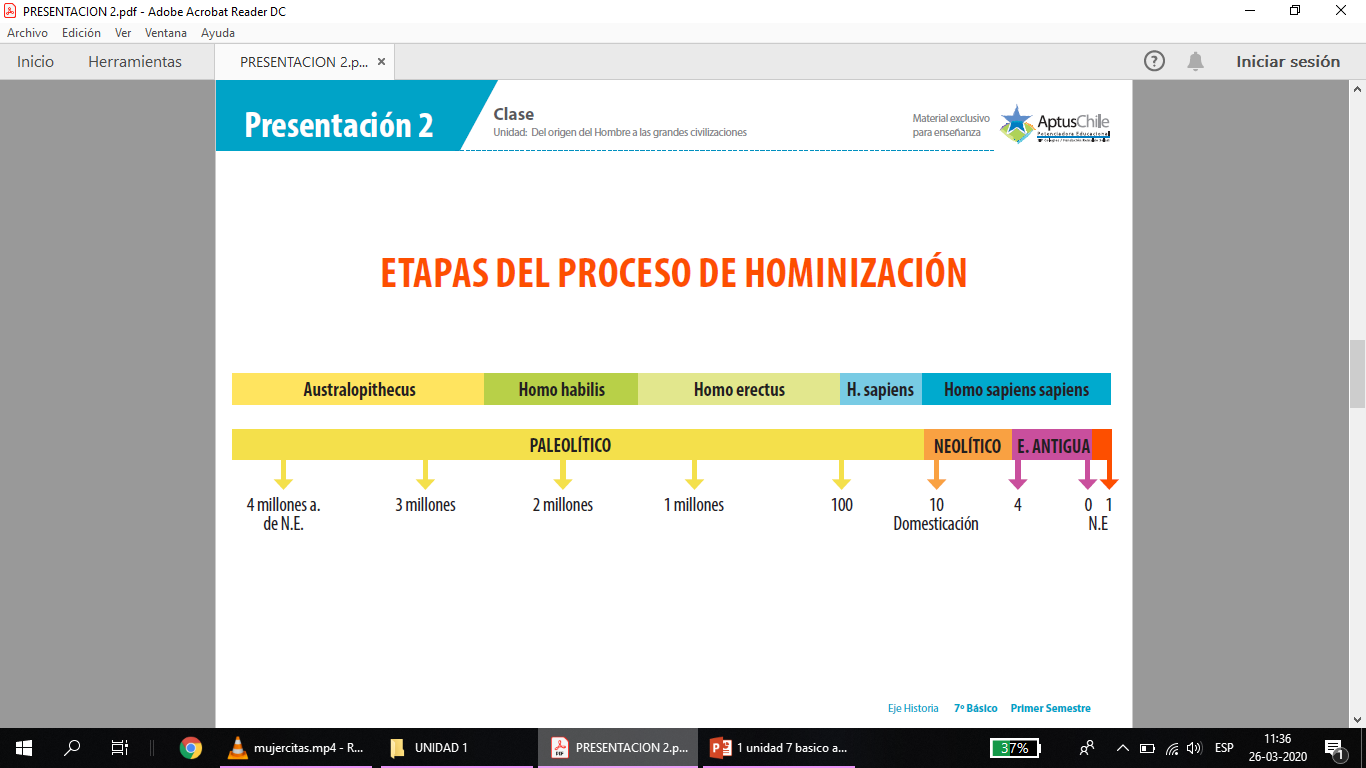 PRESENTACION 2.pdf - Adobe Acrobat Reader DC
Archivo Edición Ver Ventana Ayuda
Inicio Herramientas PRESENTACION 2.p... × Iniciar sesión
Presentación 2
Clase
Unidad: Del origen del Hombre a las grandes civilizaciones
Material exclusivo
para enseñanza
AptusChile
Potenciadora Educacional
ETAPAS DEL PROCESO DE HOMINIZACIÓN
Australopithecus Homo habilis Homo erectus H. sapiens Homo sapiens sapiens
PALEOLÍTICO NEOLÍTICO E. ANTIGUA
4 millones a. 3 millones 2 millones 1 millones 100 10 4 0 1
de N.E. Domesticación N.E
Eje Historia 7º Básico Primer Semestre
mujercitas.mp4 - R... UNIDAD 1 PRESENTACION 2.p... 1 unidad 7 basico a... 37% ESP 11:36
26-03-2020 1